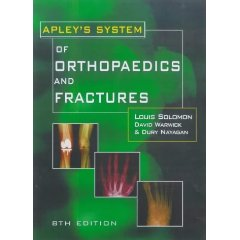 APLEY'S SYSTEM
OF
ORTHOPAEDICS
AND
FRACTURES
LOUIS SOLOMON
DAVID WARWICK
& DURY NAYAGAN
8TH EDITION